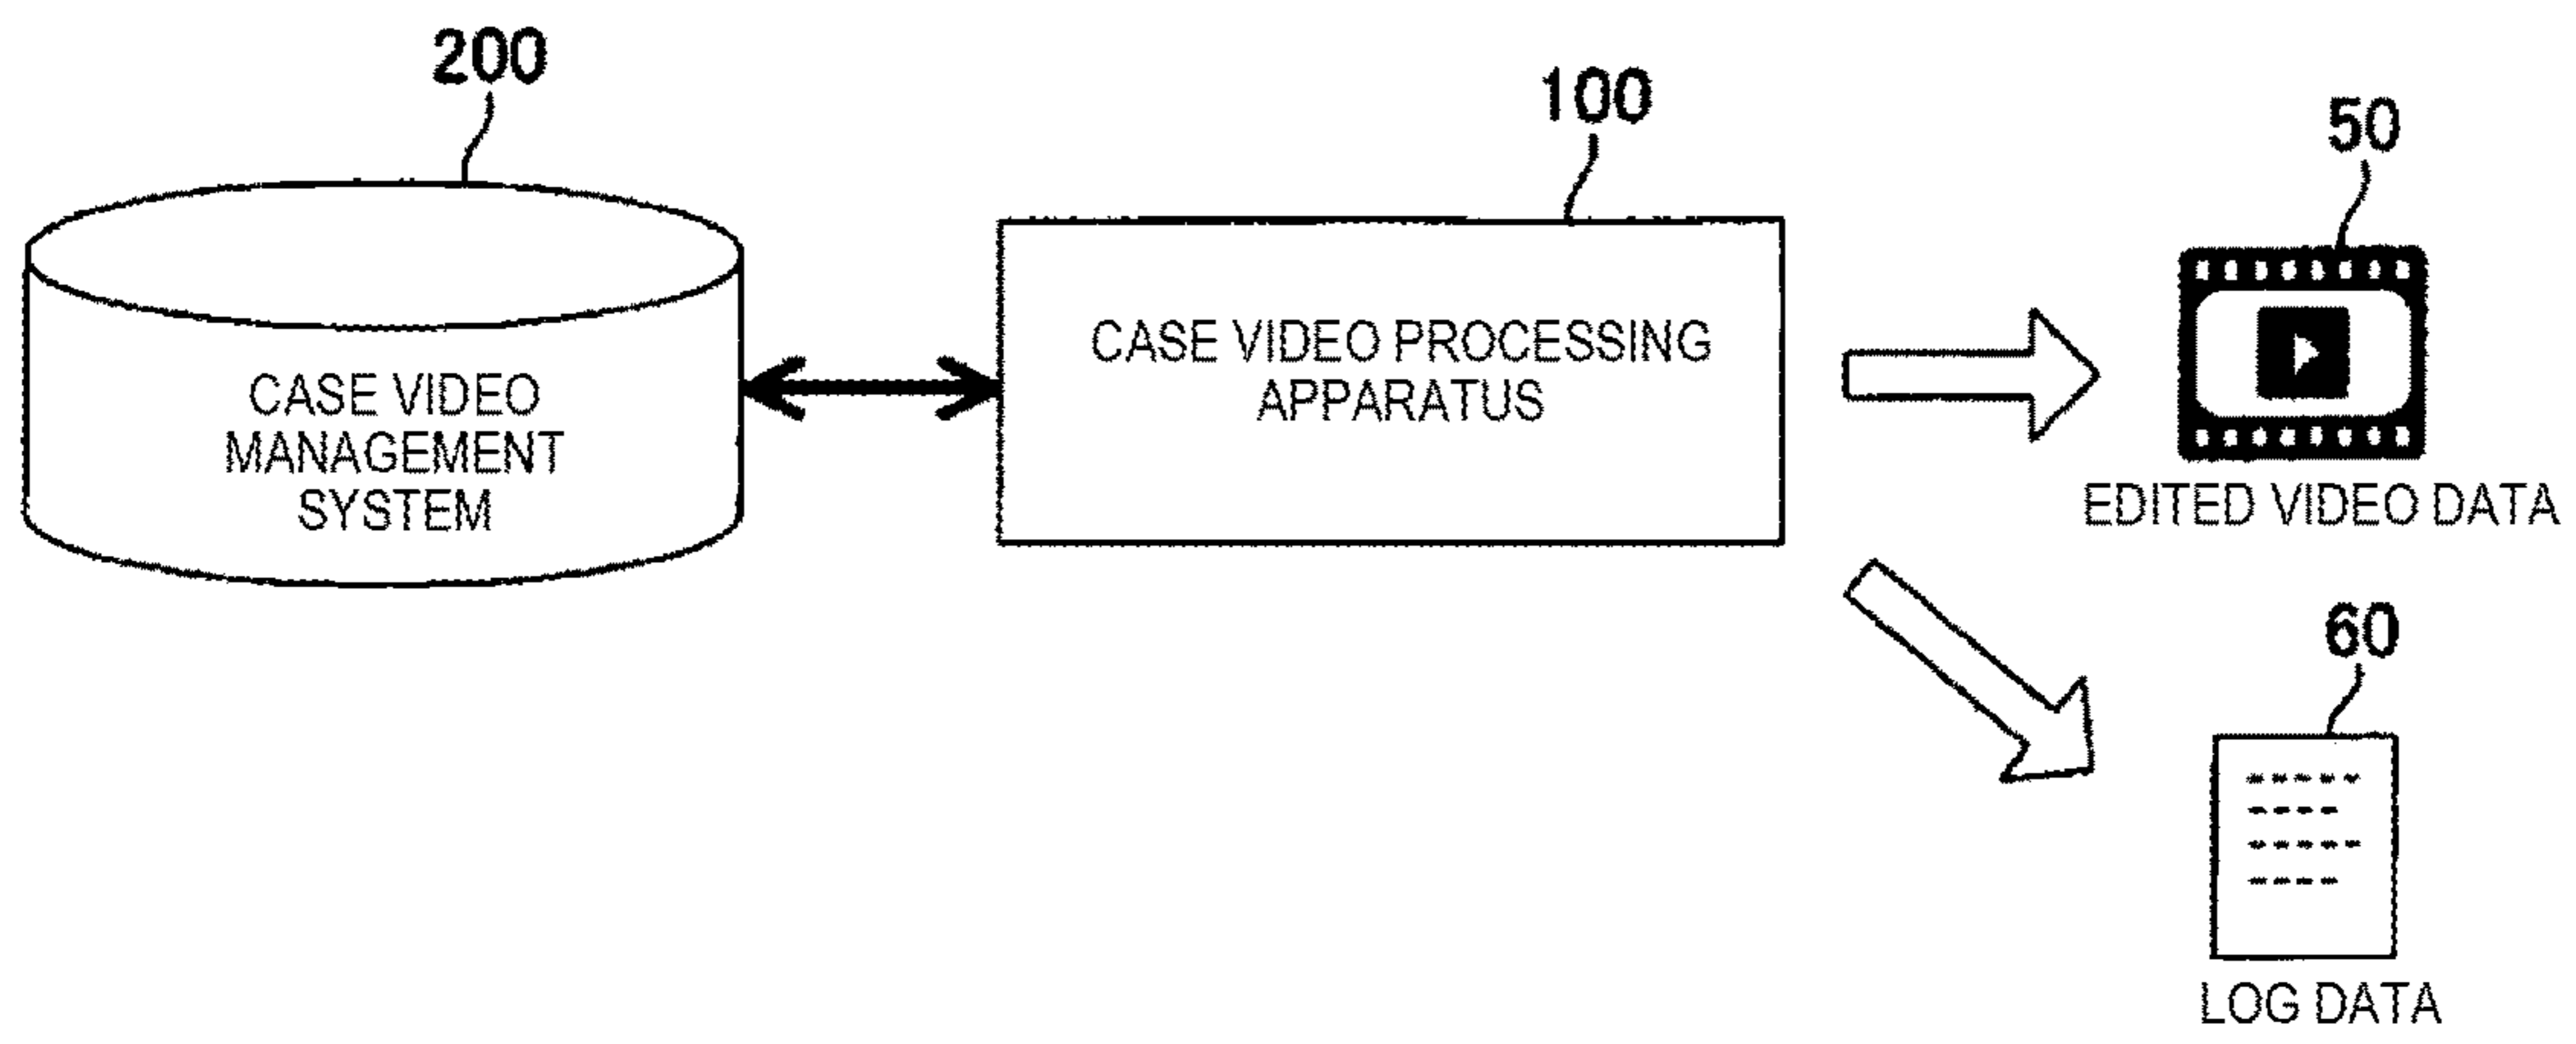 200
CASE VIDEO
MANAGEMENT
SYSTEM
100
CASE VIDEO PROCESSING
APPARATUS
50
EDITED VIDEO DATA
60
LOG DATA